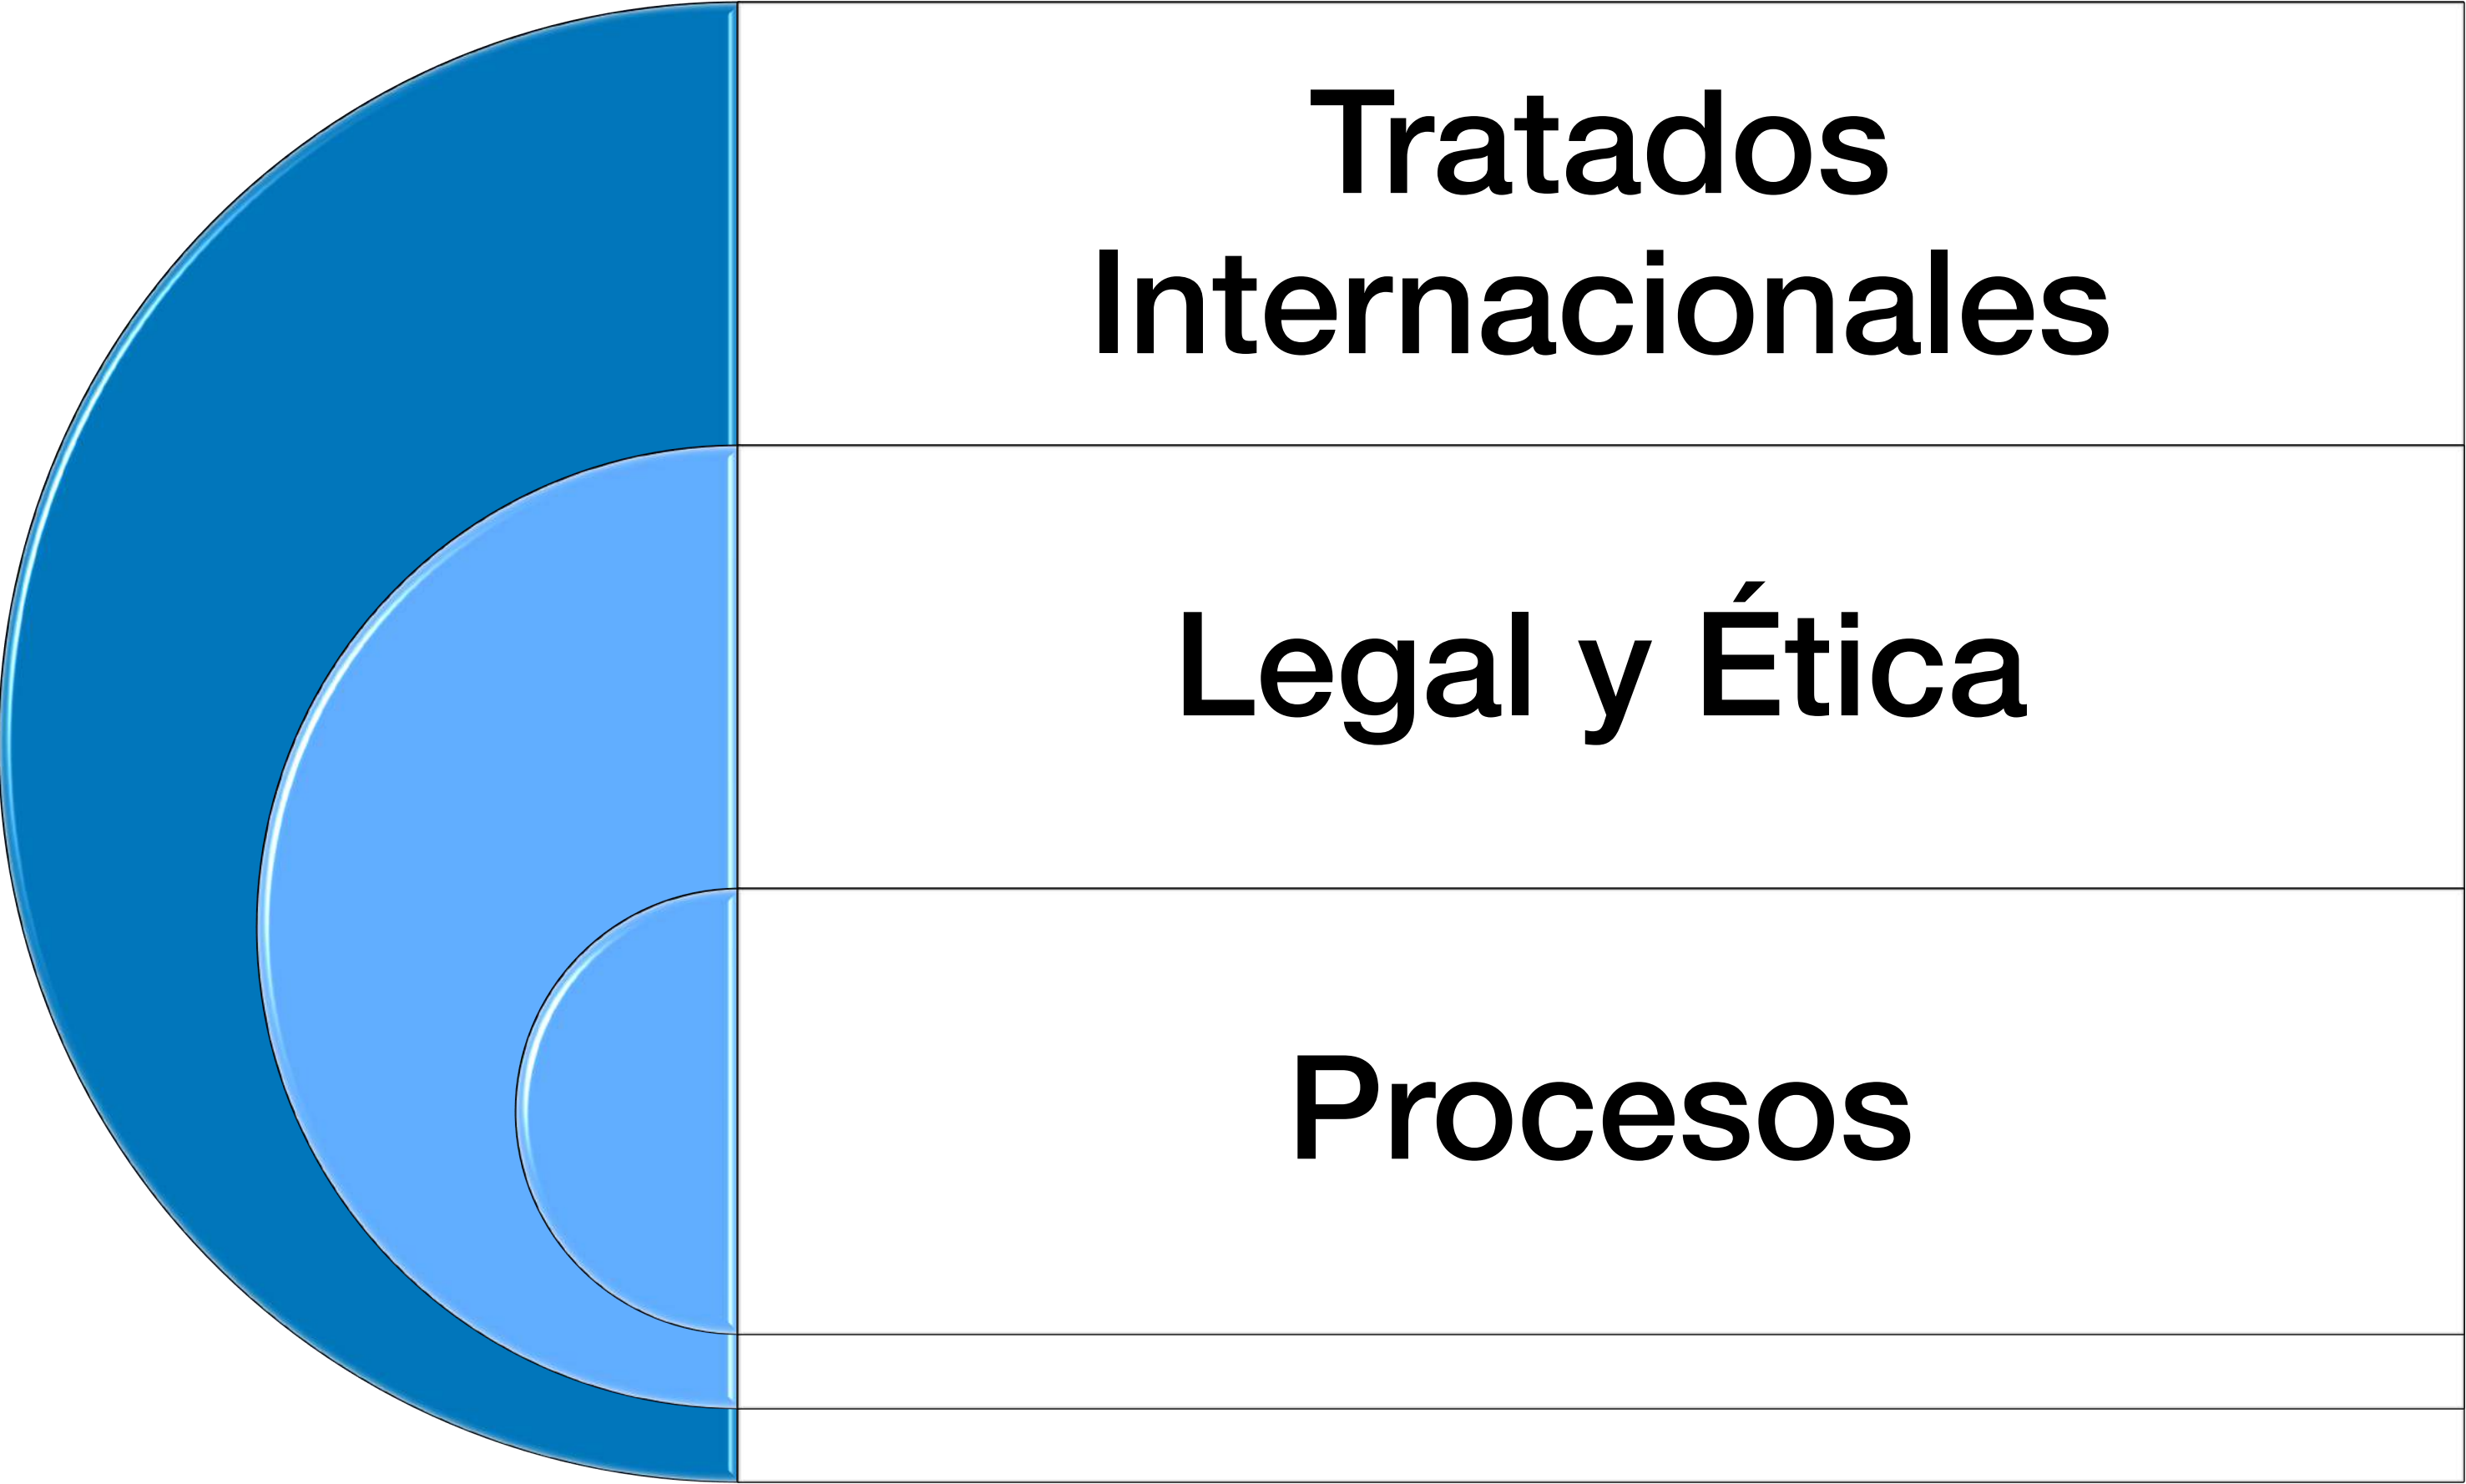 Tratados
Internacionales
Legal y Ética
Procesos